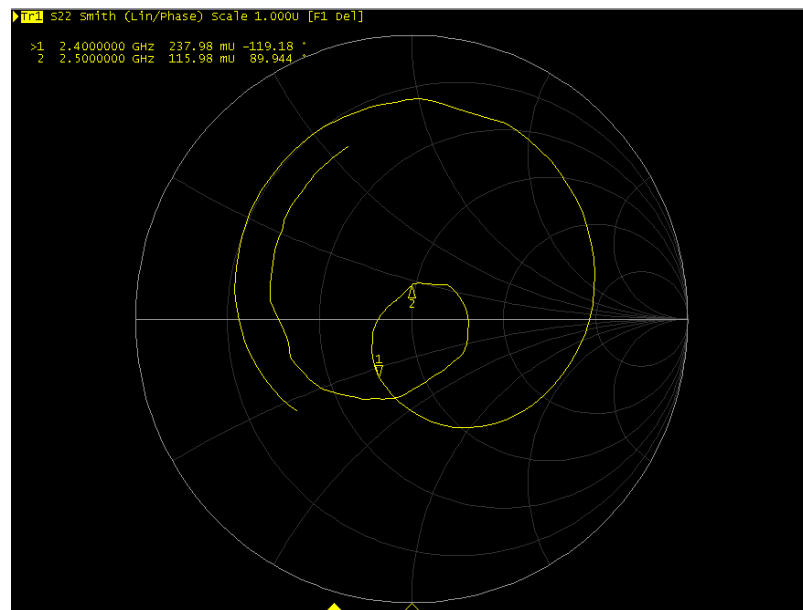 Tr1 S22 Smith (Lin/Phase) Scale 1.000U [F1 Del]
>1 2.4000000 GHz 237.98 mU -119.18 °
2 2.5000000 GHz 115.98 mU 89.944 °
2
1